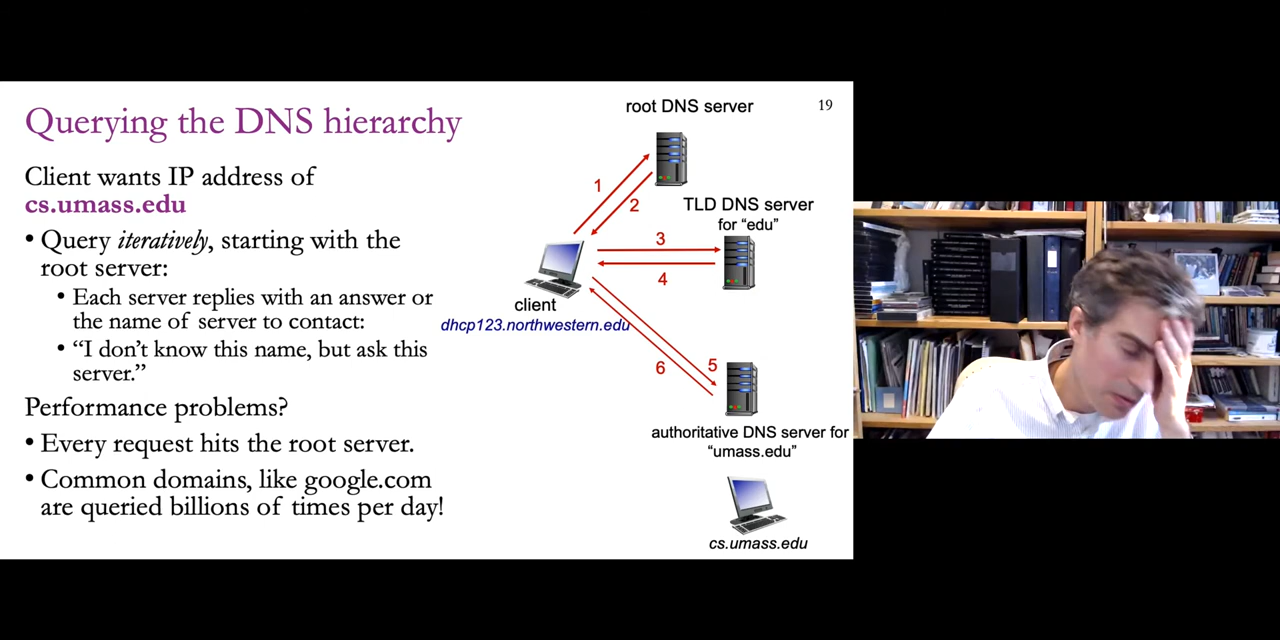 Querying the DNS hierarchy
Client wants IP address of
cs.umass.edu
• Query iteratively, starting with the
root server:
• Each server replies with an answer or
the name of server to contact:
• “I don’t know this name, but ask this
server.”
Performance problems?
• Every request hits the root server.
• Common domains, like google.com
are queried billions of times per day!
root DNS server
19
1
2
TLD DNS server
for “edu”
3
4
client
dhcp123.northwestern.edu
5
6
authoritative DNS server for
“umass.edu”
cs.umass.edu